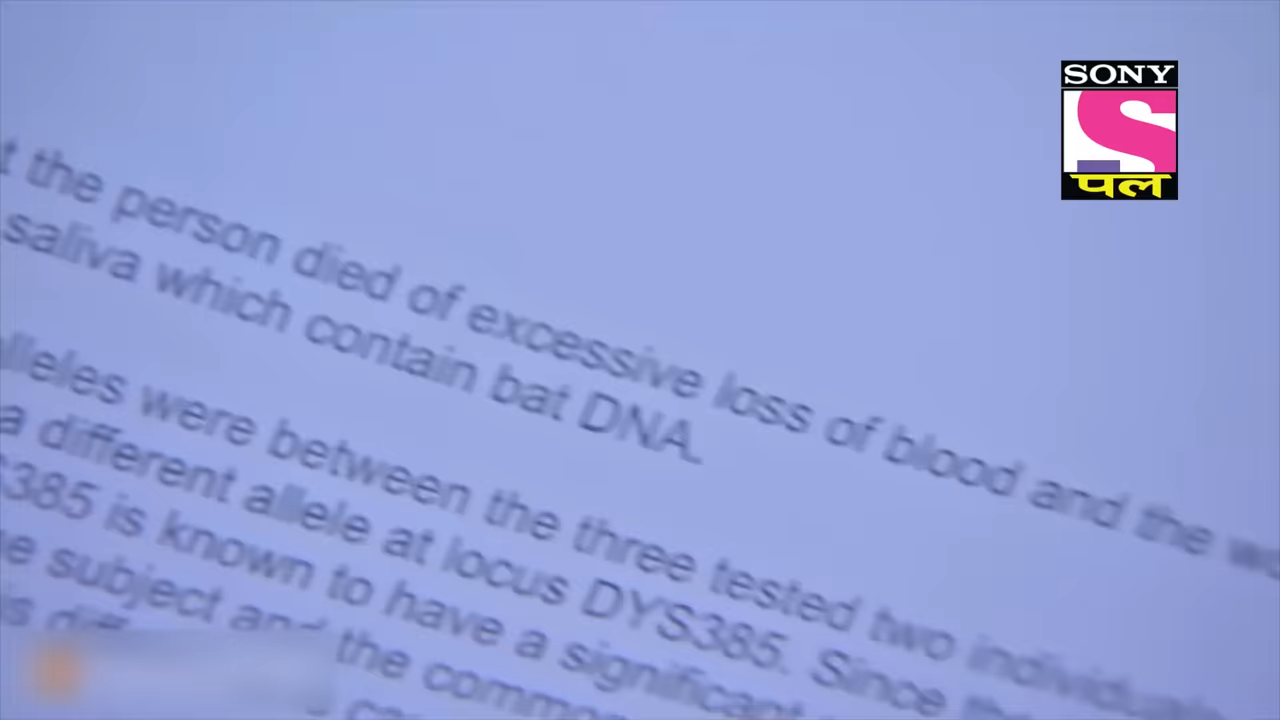 SONY
S
पल
t the person died of excessive loss of blood and the
saliva which contain bat DNA.
alleles were between the three tested two individuals
a different allele at locus DYS385. Since the
S385 is known to have a significant
subject and the common
is